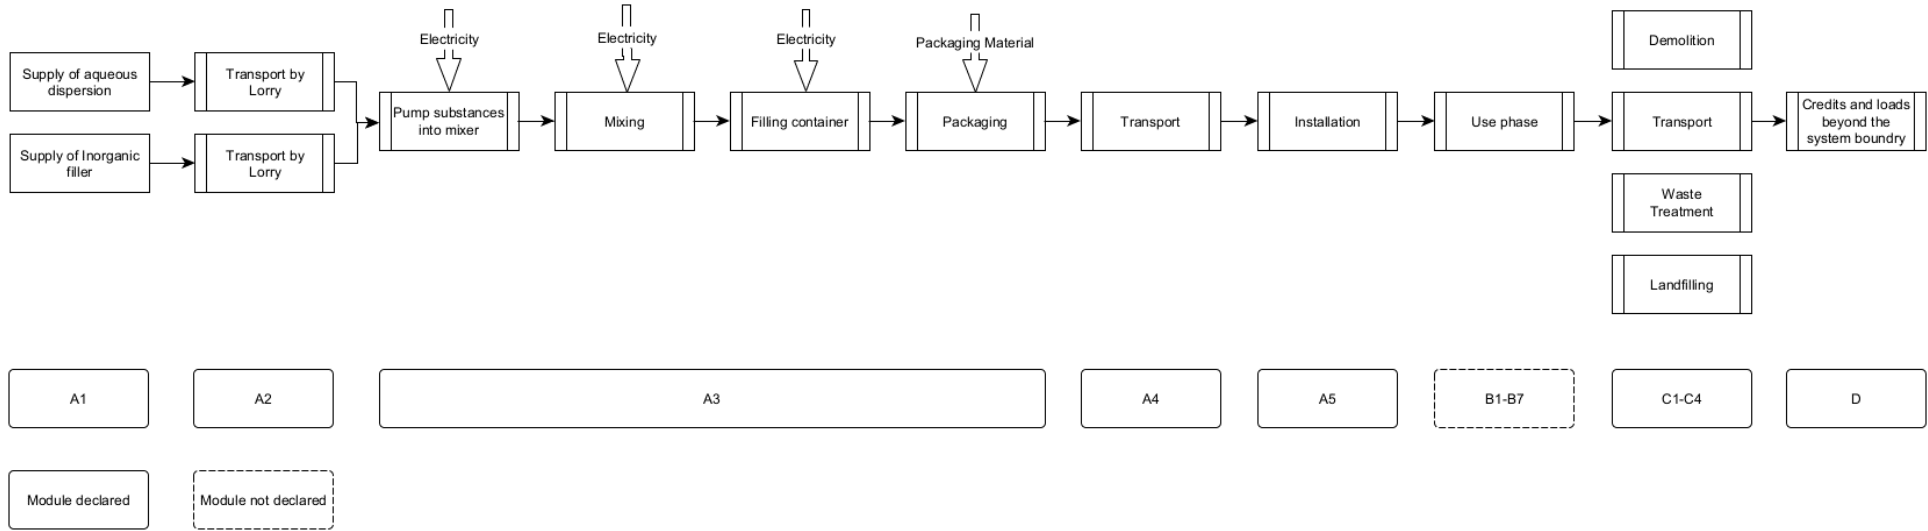 Supply of aqueous
dispersion
Supply of Inorganic
filler
Transport by
Lorry
Transport by
Lorry
Electricity
Pump substances
into mixer
Electricity
Mixing
Electricity
Filling container
Packaging Material
Packaging
Transport
Installation
Use phase
Demolition
Transport
Waste
Treatment
Landfilling
Credits and loads
beyond the
system boundry
A1
A2
A3
A4
A5
B1-B7
C1-C4
D
Module declared
Module not declared